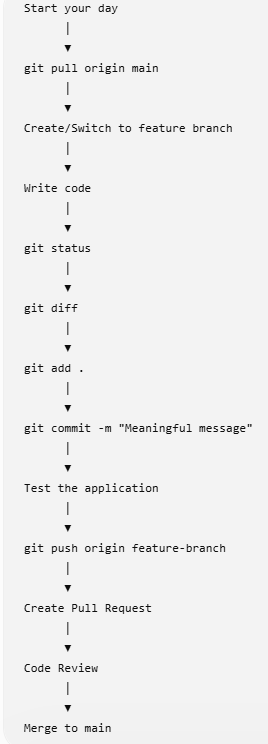 Start your day
│
▼
git pull origin main
│
▼
Create/Switch to feature branch
│
▼
Write code
│
▼
git status
│
▼
git diff
│
▼
git add .
│
▼
git commit -m "Meaningful message"
│
▼
Test the application
│
▼
git push origin feature-branch
│
▼
Create Pull Request
│
▼
Code Review
│
▼
Merge to main